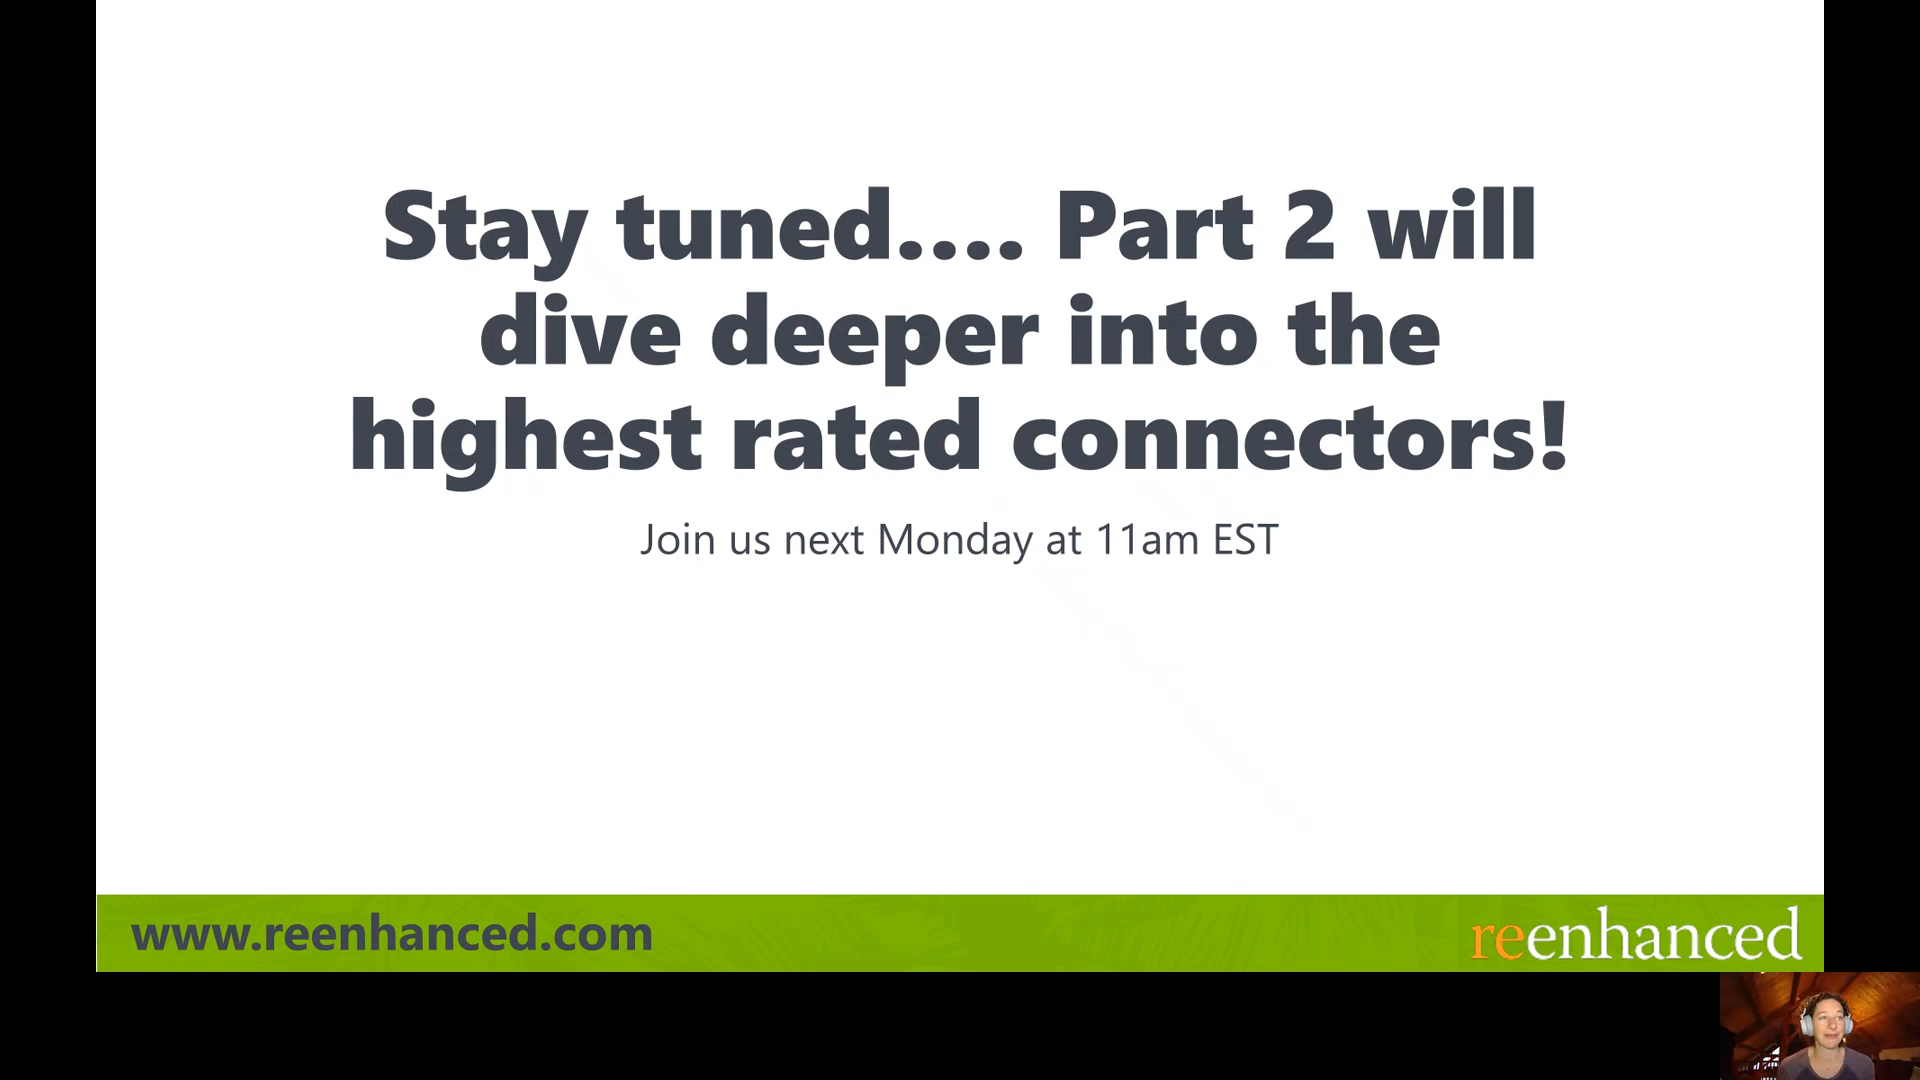 Stay tuned.... Part 2 will
dive deeper into the
highest rated connectors!
Join us next Monday at 11am EST
www.reenhanced.com
reenhanced